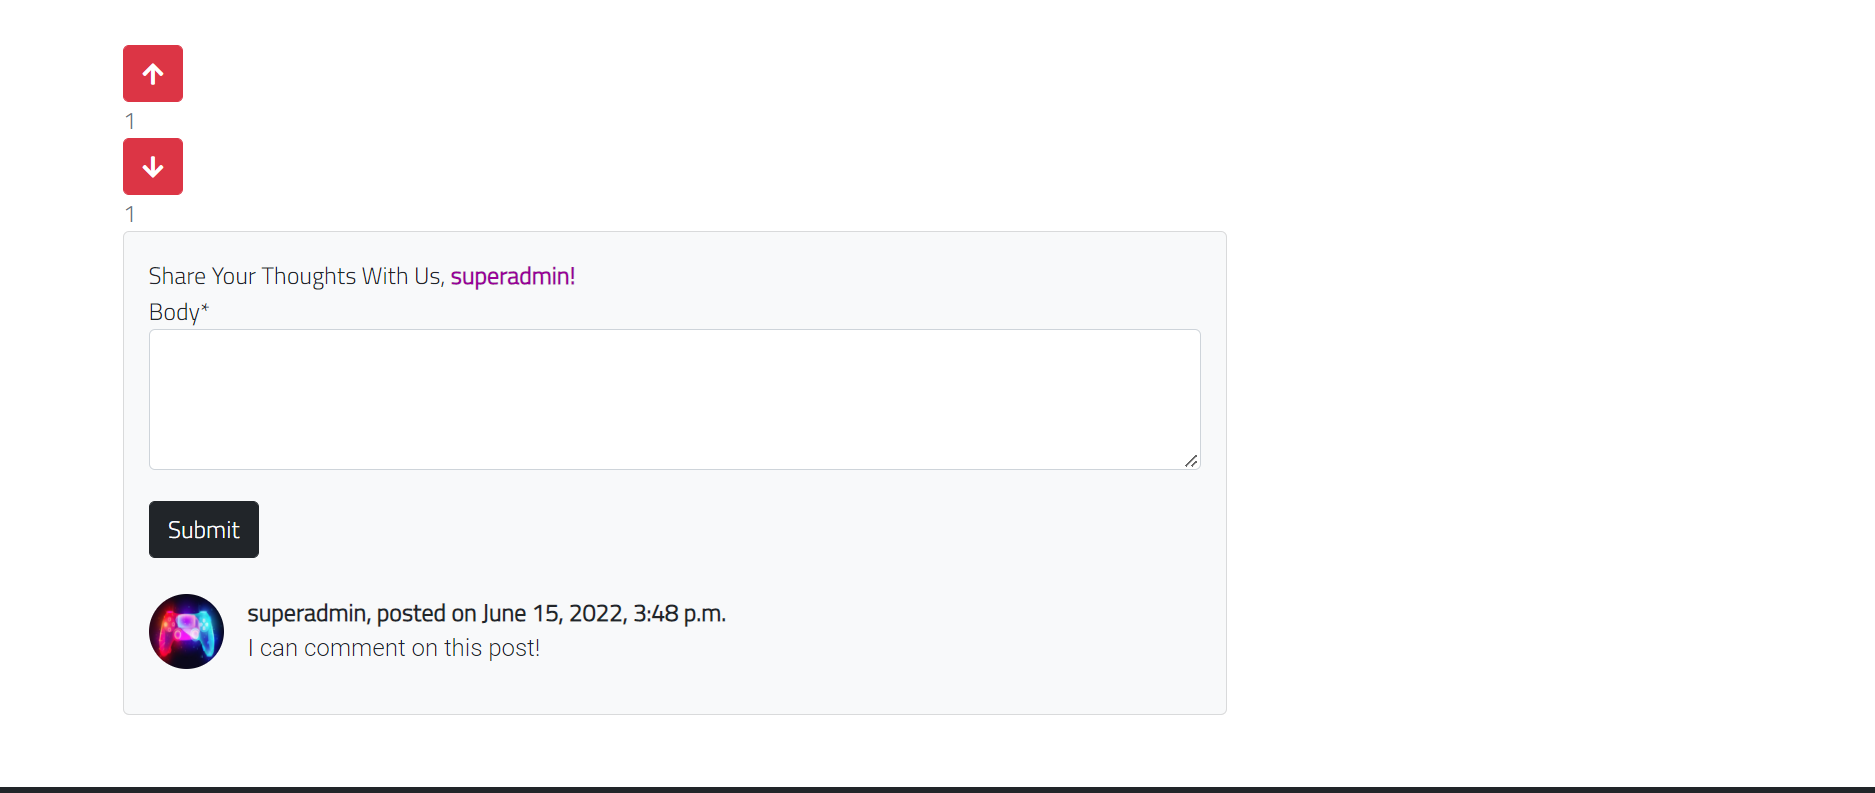 1
1
Share Your Thoughts With Us, superadmin!
Body*
Submit
superadmin, posted on June 15, 2022, 3:48 p.m.
I can comment on this post!